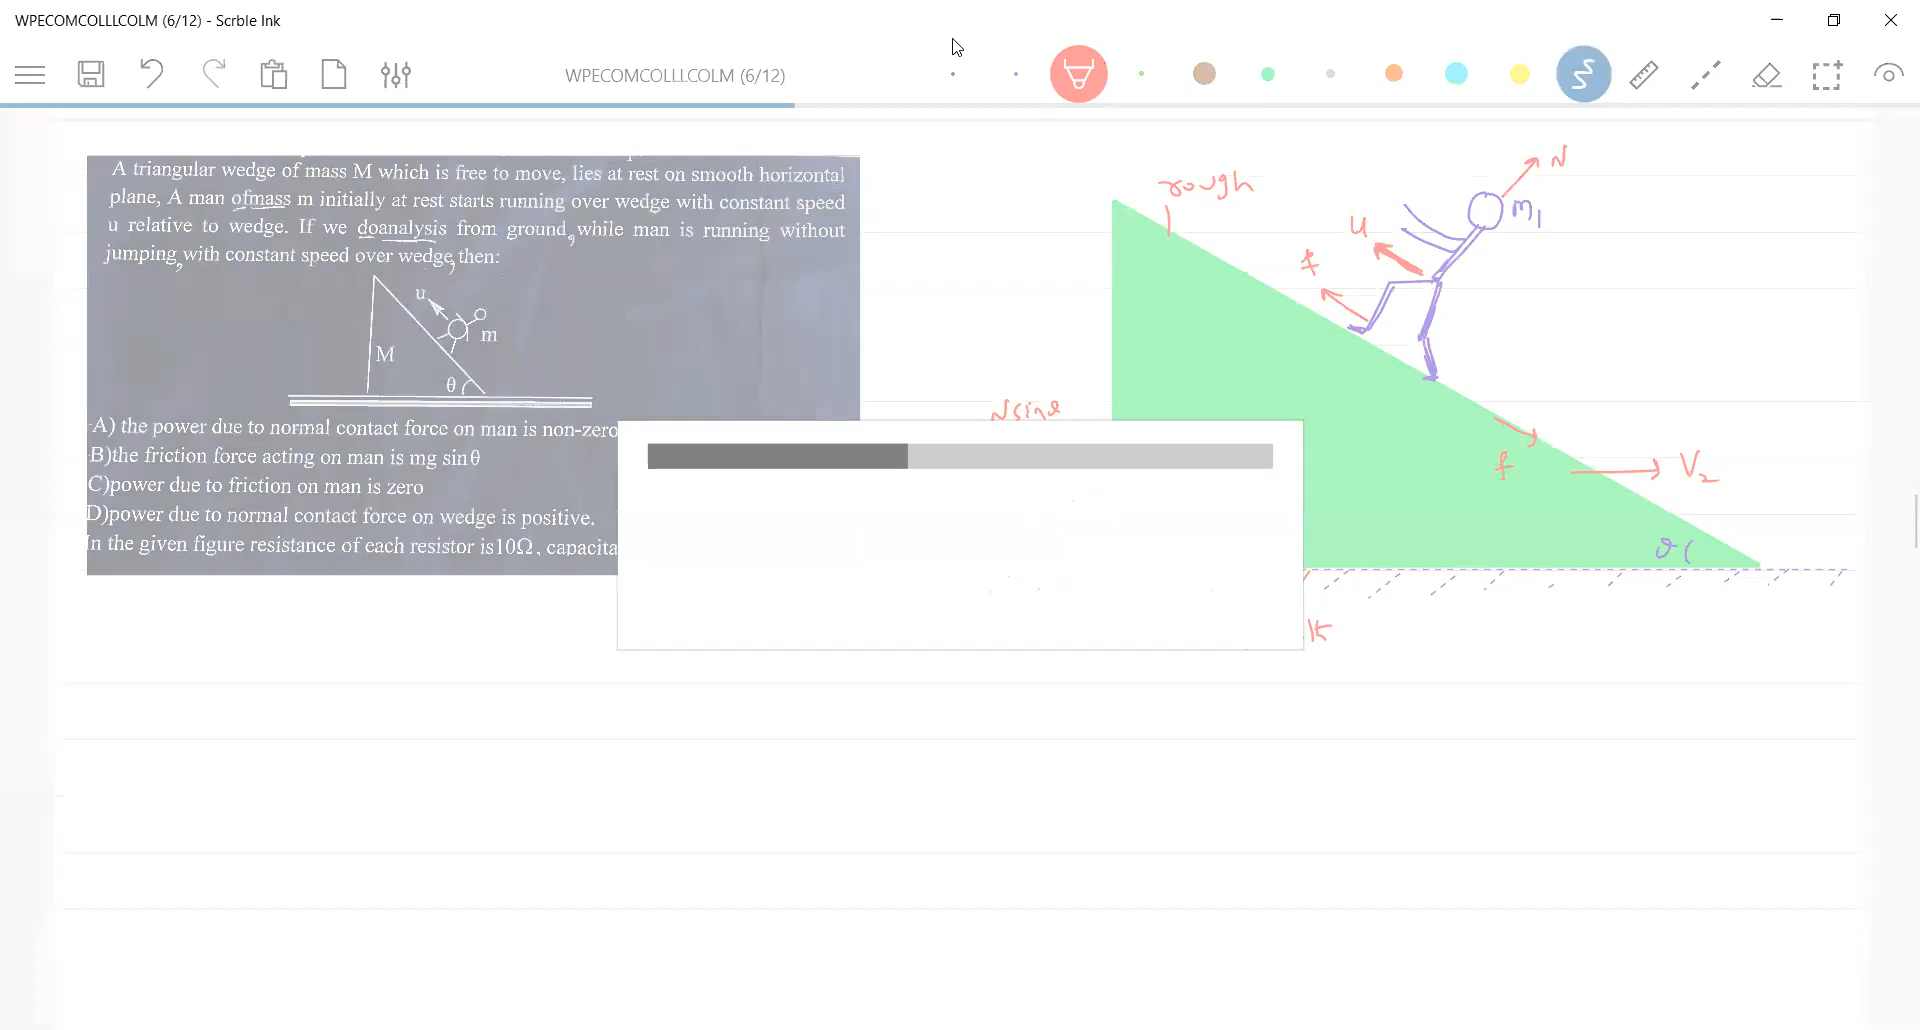 WPECOMCOLLLCOLM (6/12) - Scrble Ink
WPECOMCOLLLCOLM (6/12)
A triangular wedge of mass M which is free to move, lies at rest on smooth horizontal
plane, A man ofmass m initially at rest starts running over wedge with constant speed
u relative to wedge. If we doanalysis from ground, while man is running without
jumping, with constant speed over wedge, then:
u
m
M
θ
A) the power due to normal contact force on man is non-zero
B)the friction force acting on man is mg sinθ
C)power due to friction on man is zero
D)power due to normal contact force on wedge is positive.
In the given figure resistance of each resistor is10Ω, capacita
rough
N
m1
u
f
N sinθ
f
V2
θ